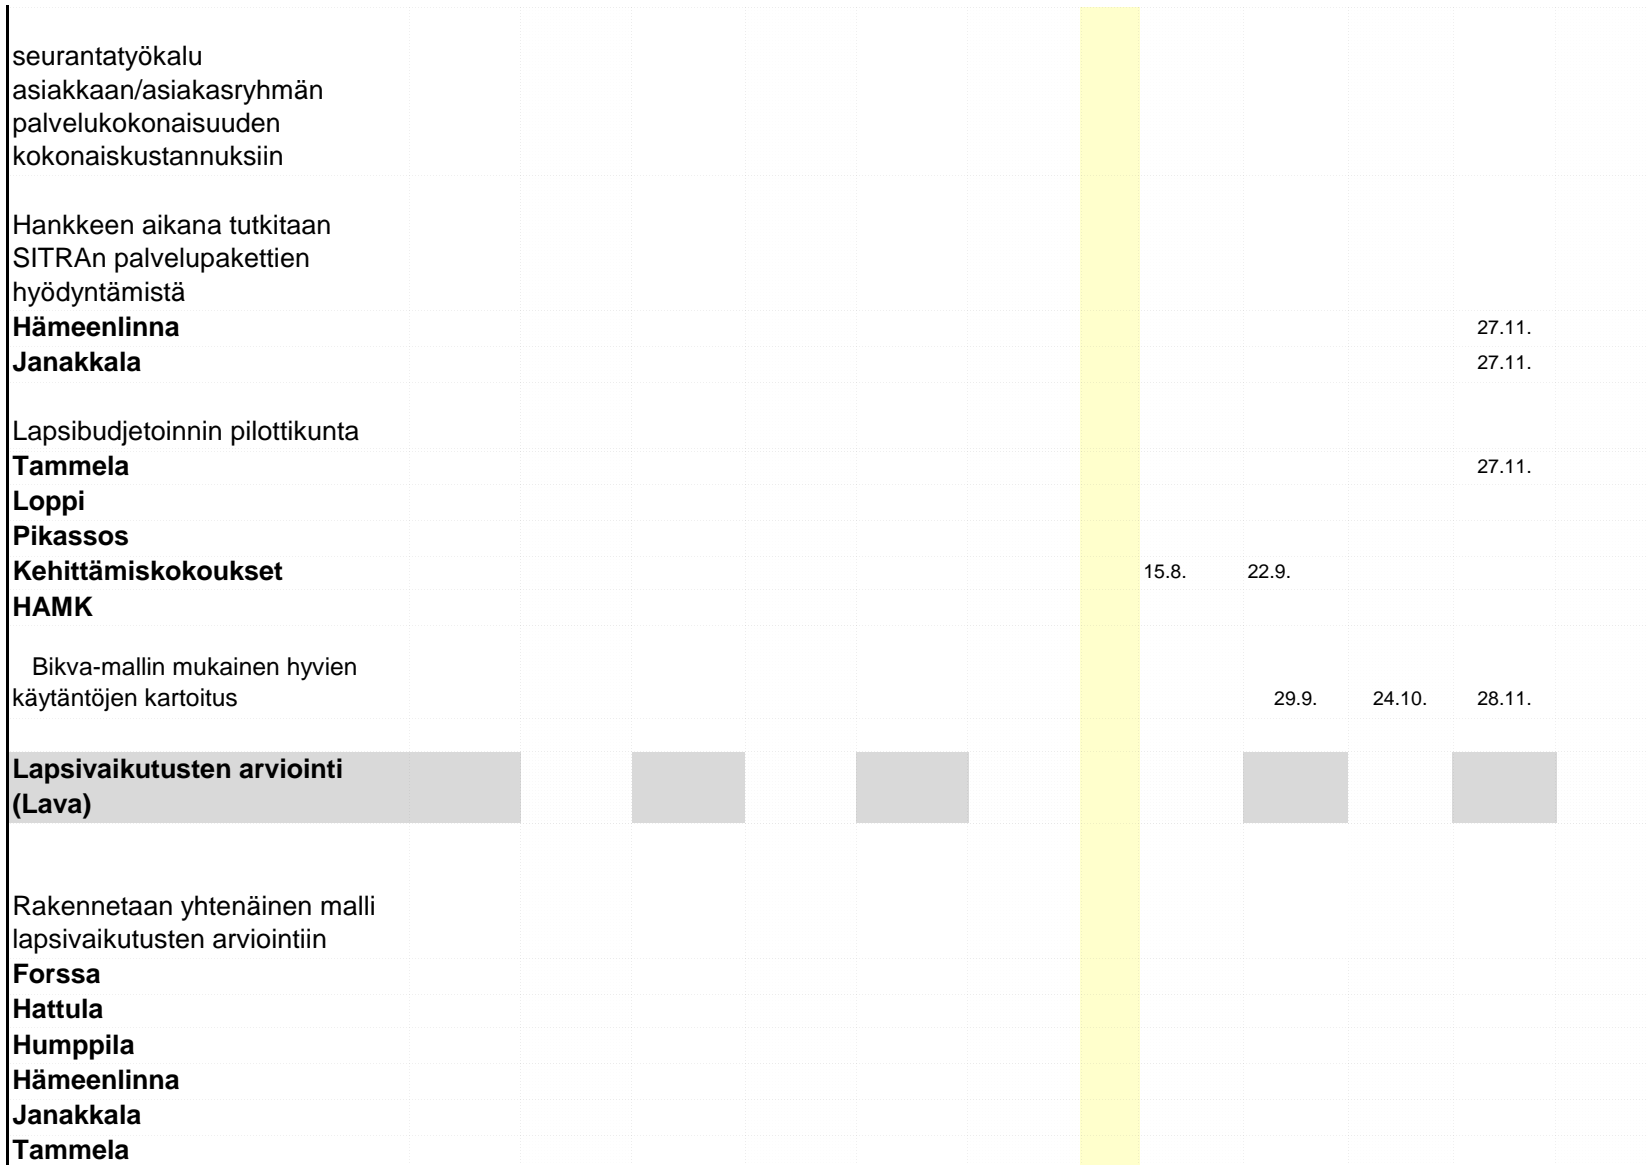 seurantatyökalu
asiakkaan/asiakasryhmän
palvelukokonaisuuden
kokonaiskustannuksiin
Hankkeen aikana tutkitaan
SITRAn palvelupakettien
hyödyntämistä
Hämeenlinna 27.11.
Janakkala 27.11.
Lapsibudjetoinnin pilottikunta
Tammela 27.11.
Loppi
Pikassos
Kehittämiskokoukset 15.8. 22.9.
HAMK
Bikva-mallin mukainen hyvien
käytäntöjen kartoitus 29.9. 24.10. 28.11.
Lapsivaikutusten arviointi
(Lava)
Rakennetaan yhtenäinen malli
lapsivaikutusten arviointiin
Forssa
Hattula
Humppila
Hämeenlinna
Janakkala
Tammela